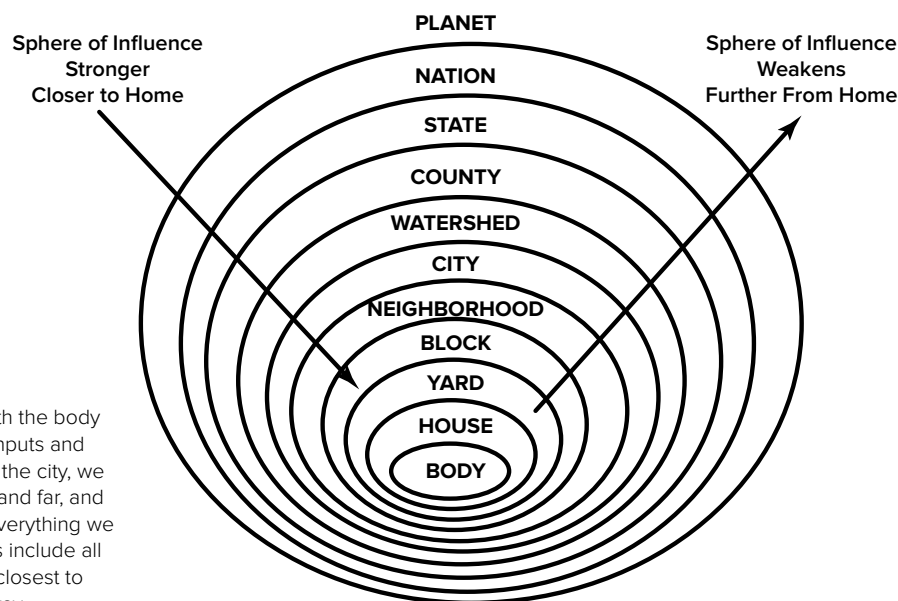 PLANET
Sphere of Influence
Stronger
Closer to Home
Sphere of Influence
Weakens
Further From Home
NATION
STATE
COUNTY
WATERSHED
CITY
NEIGHBORHOOD
BLOCK
YARD
HOUSE
BODY
the body
nputs and
the city, we
and far, and
verything we
include all
closest to